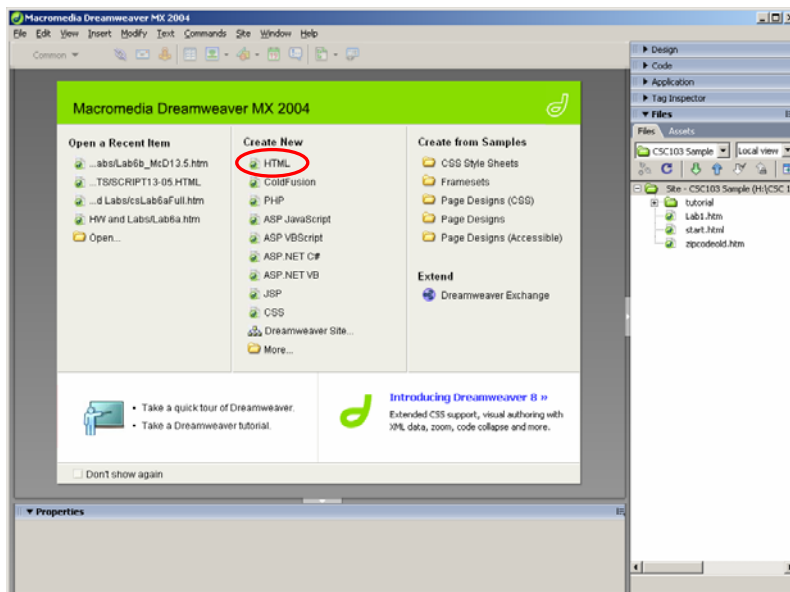 Macromedia Dreamweaver MX 2004
File Edit View Insert Modify Text Commands Site Window Help
Common
Design
Code
Application
Tag Inspector
Files
Files Assets
CSC103 Sample Local view
Site - CSC103 Sample (H:\CSC 1
tutorial
Lab1.htm
start.html
zipcodeold.htm
Macromedia Dreamweaver MX 2004
Open a Recent Item
...abs/Lab6b_McD13.5.htm
...TS/SCRIPT13-05.HTML
...d Labs/csLab6aFull.htm
HW and Labs/Lab6a.htm
Open...
Create New
HTML
ColdFusion
PHP
ASP JavaScript
ASP VBScript
ASP.NET C#
ASP.NET VB
JSP
CSS
Dreamweaver Site...
More...
Create from Samples
CSS Style Sheets
Framesets
Page Designs (CSS)
Page Designs
Page Designs (Accessible)
Extend
Dreamweaver Exchange
• Take a quick tour of Dreamweaver.
• Take a Dreamweaver tutorial.
Introducing Dreamweaver 8 »
Extended CSS support, visual authoring with
XML data, zoom, code collapse and more.
Don't show again
Properties